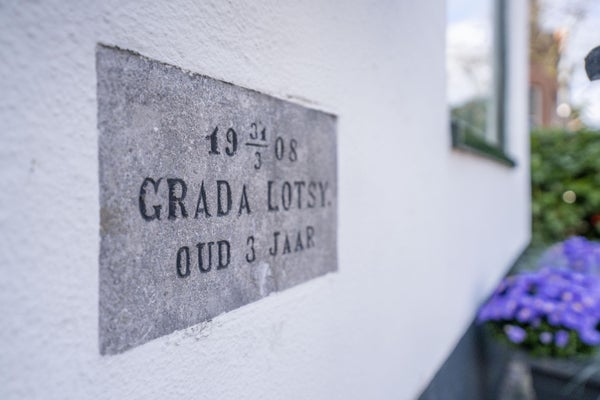 19 31/3 08
GRADA LOTSY.
OUD 3 JAAR